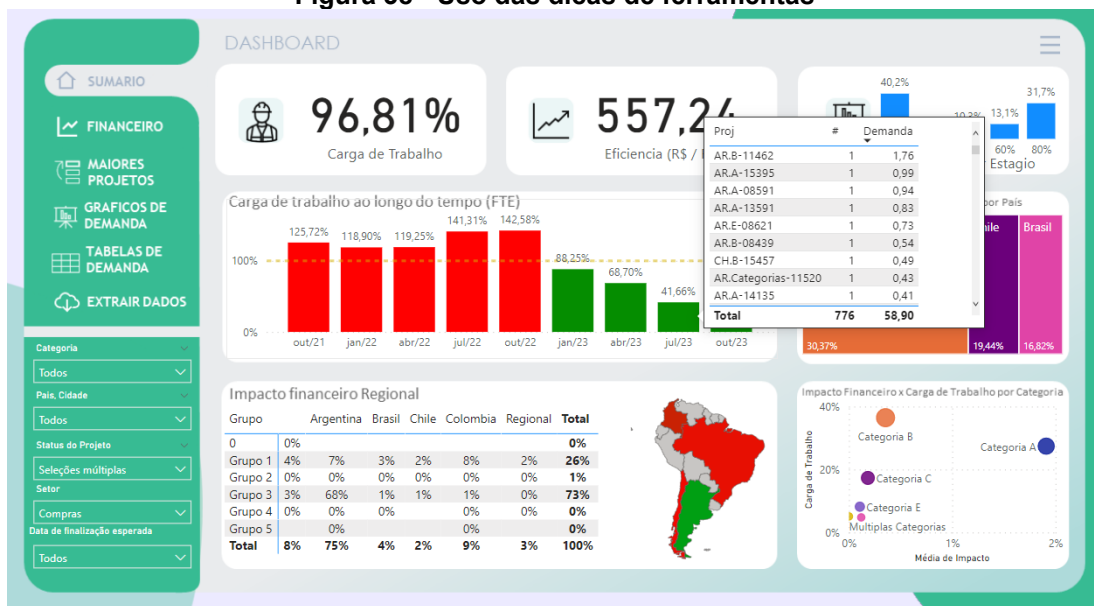 Figura 36 - Uso das dicas de ferramentas
DASHBOARD
SUMARIO
FINANCEIRO
MAIORES
PROJETOS
GRAFICOS DE
DEMANDA
TABELAS DE
DEMANDA
EXTRAIR DADOS
Categoria
Todos
Pais, Cidade
Todos
Status do Projeto
Seleções múltiplas
Setor
Compras
Data de finalização esperada
Todos
96,81%
Carga de Trabalho
557,24
Eficiencia (R$ /
40,2%
13,1%
31,7%
60% 80%
Estagio
Proj # Demanda
AR.B-11462 1 1,76
AR.A-15395 1 0,99
AR.A-08591 1 0,94
AR.A-13591 1 0,83
AR.E-08621 1 0,73
AR.B-08439 1 0,54
CH.B-15457 1 0,49
AR.Categorias-11520 1 0,43
AR.A-14135 1 0,41
Total 776 58,90
Carga de trabalho ao longo do tempo (FTE)
125,72% 118,90% 119,25% 141,31% 142,58% 88,25% 68,70% 41,66%
100%
0%
out/21 jan/22 abr/22 jul/22 out/22 jan/23 abr/23 jul/23 out/23
por País
ile Brasil
30,37% 19,44% 16,82%
Impacto financeiro Regional
Grupo Argentina Brasil Chile Colombia Regional Total
0 0% 0%
Grupo 1 4% 7% 3% 2% 8% 2% 26%
Grupo 2 0% 0% 0% 0% 0% 0% 1%
Grupo 3 3% 68% 1% 1% 1% 0% 73%
Grupo 4 0% 0% 0% 0% 0% 0%
Grupo 5 0% 0% 0%
Total 8% 75% 4% 2% 9% 3% 100%
Impacto Financeiro x Carga de Trabalho por Categoria
Carga de Trabalho
40%
20%
0%
Categoria B
Categoria A
Categoria C
Categoria E
Multiplas Categorias
0% 1% 2%
Média de Impacto